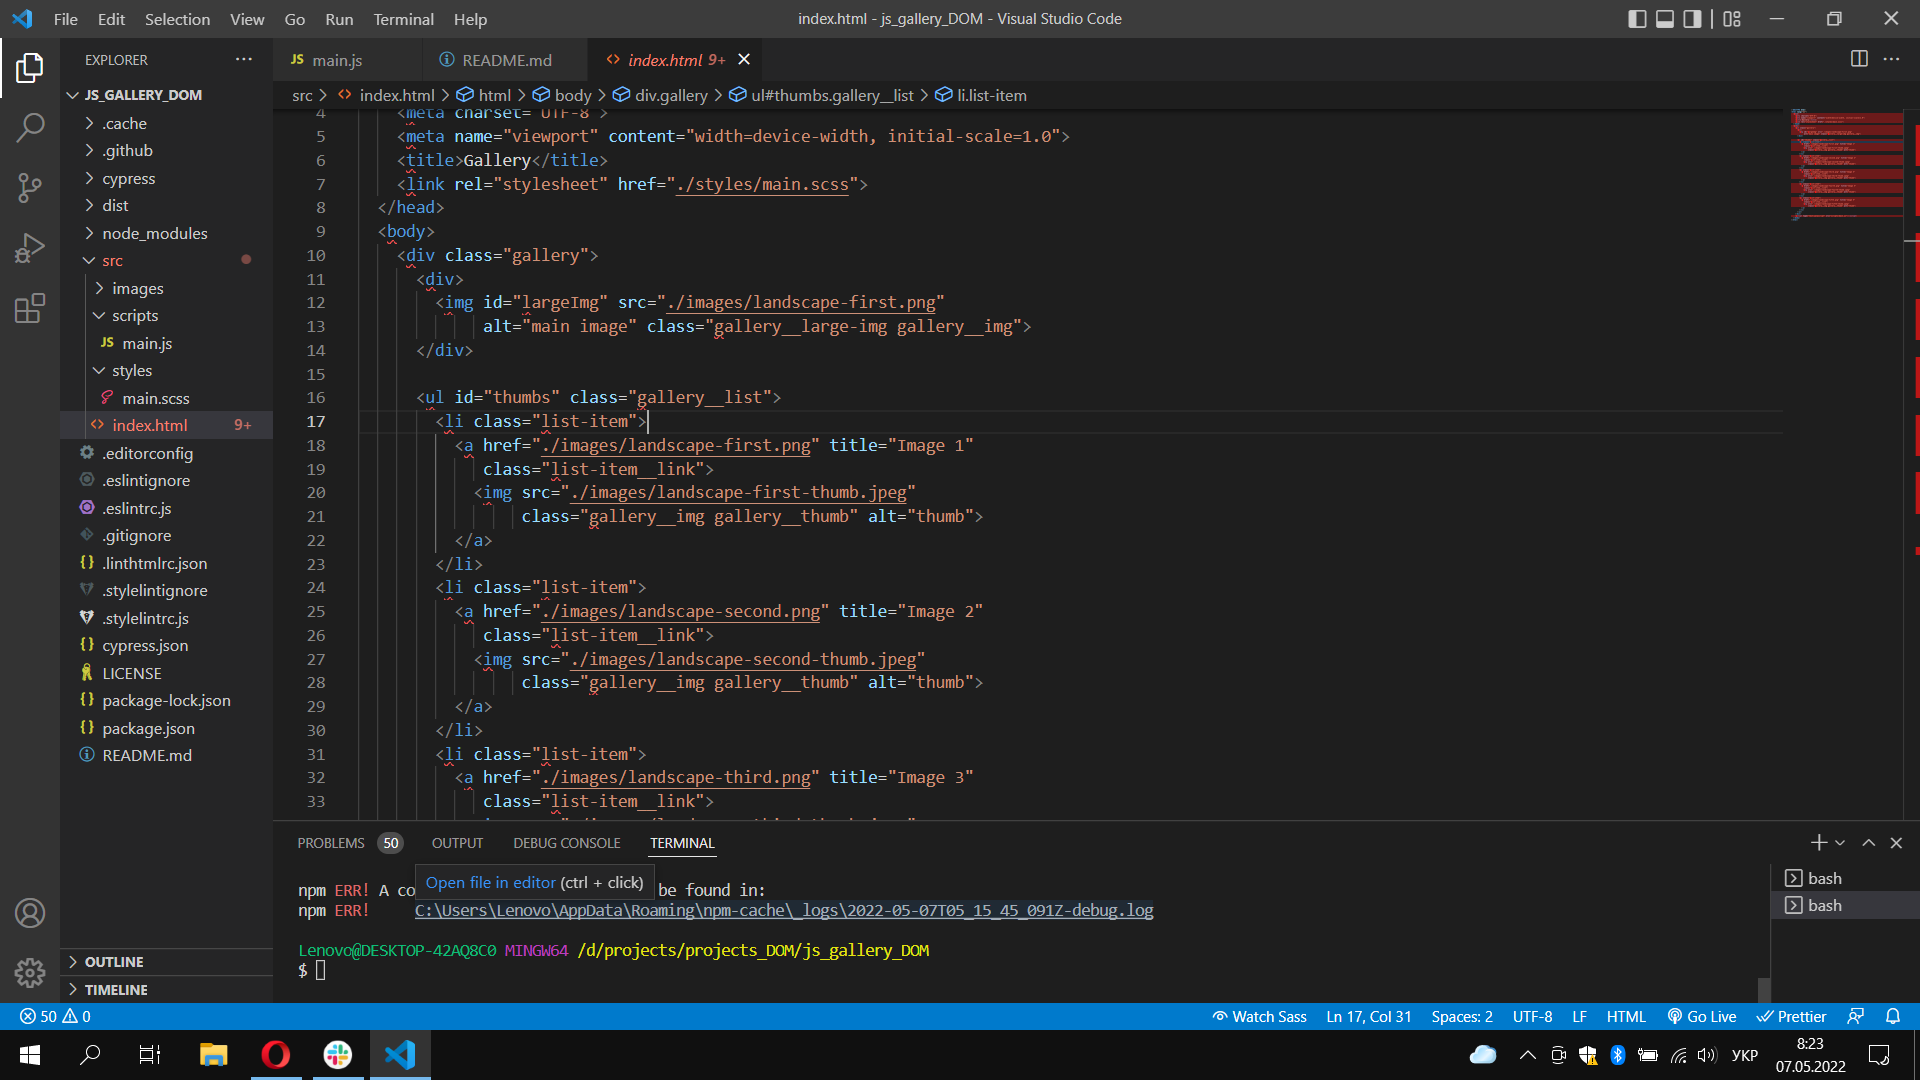 File Edit Selection View Go Run Terminal Help
index.html - js_gallery_DOM - Visual Studio Code
EXPLORER
JS_GALLERY_DOM
.cache
.github
cypress
dist
node_modules
src
images
scripts
JS main.js
styles
main.scss
index.html 9+
.editorconfig
.eslintignore
.eslintrc.js
.gitignore
{} .linthtmlrc.json
.stylelintignore
.stylelintrc.js
{} cypress.json
LICENSE
{} package-lock.json
{} package.json
README.md
OUTLINE
TIMELINE
JS main.js README.md <> index.html 9+
src > <> index.html > html > body > div.gallery > ul#thumbs.gallery__list > li.list-item
4 <meta charset="UTF-8">
5 <meta name="viewport" content="width=device-width, initial-scale=1.0">
6 <title>Gallery</title>
7 <link rel="stylesheet" href="./styles/main.scss">
8 </head>
9 <body>
10 <div class="gallery">
11 <div>
12 <img id="largeImg" src="./images/landscape-first.png"
13 alt="main image" class="gallery__large-img gallery__img">
14 </div>
15
16 <ul id="thumbs" class="gallery__list">
17 <li class="list-item">
18 <a href="./images/landscape-first.png" title="Image 1"
19 class="list-item__link">
20 <img src="./images/landscape-first-thumb.jpeg"
21 class="gallery__img gallery__thumb" alt="thumb">
22 </a>
23 </li>
24 <li class="list-item">
25 <a href="./images/landscape-second.png" title="Image 2"
26 class="list-item__link">
27 <img src="./images/landscape-second-thumb.jpeg"
28 class="gallery__img gallery__thumb" alt="thumb">
29 </a>
30 </li>
31 <li class="list-item">
32 <a href="./images/landscape-third.png" title="Image 3"
33 class="list-item__link">
PROBLEMS 50 OUTPUT DEBUG CONSOLE TERMINAL
Open file in editor (ctrl + click)
npm ERR! A co be found in:
npm ERR! C:\Users\Lenovo\AppData\Roaming\npm-cache\_logs\2022-05-07T05_15_45_091Z-debug.log
Lenovo@DESKTOP-42AQ8C0 MINGW64 /d/projects/projects_DOM/js_gallery_DOM
$
bash
bash
50 0
Watch Sass Ln 17, Col 31 Spaces: 2 UTF-8 LF HTML Go Live Prettier
УКР
8:23
07.05.2022